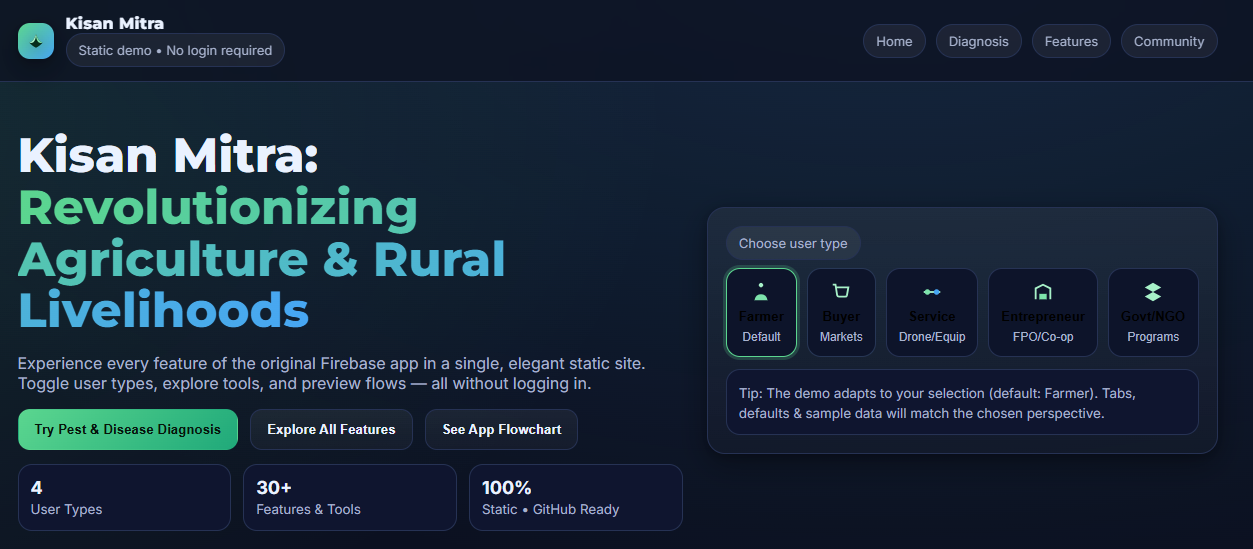 Kisan Mitra
Static demo • No login required
Home
Diagnosis
Features
Community
Kisan Mitra:
Revolutionizing
Agriculture & Rural
Livelihoods
Experience every feature of the original Firebase app in a single, elegant static site.
Toggle user types, explore tools, and preview flows — all without logging in.
Try Pest & Disease Diagnosis
Explore All Features
See App Flowchart
4
User Types
30+
Features & Tools
100%
Static • GitHub Ready
Choose user type
Farmer
Default
Buyer
Markets
Service
Drone/Equip
Entrepreneur
FPO/Co-op
Govt/NGO
Programs
Tip: The demo adapts to your selection (default: Farmer). Tabs,
defaults & sample data will match the chosen perspective.